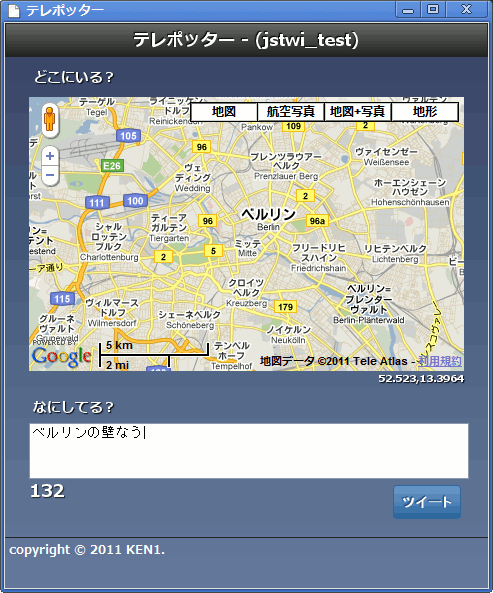 テレポッター
テレポッター - (jstwi_test)
どこにいる？
地図
航空写真
地図+写真
地形
テーゲル
Tegel
ライニッケンドルフ
Reinickendorf
Pankow
105
109
E26
プレンツラウアーベルク
Prenzlauer Berg
ヴァイセンゼー
Weißensee
ヴェディング
Wedding
ホーエンシェーンハウゼン
Hohenschönhausen
2
111
100
96
96a
ベルリン
Berlin
シャルロッテンブルク
Charlottenburg
ティーアガルテン
Tiergarten
ミッテ
Mitte
5
2
フリードリヒスハイン
Friedrichshain
リヒテンベルク
Lichtenberg
ーア通り
クロイツベルク
Kreuzberg
115
179
ヴィルマースドルフ
Wilmersdorf
シェーネベルク
Schöneberg
ベルリン=プレンターヴァルト
Berlin-Plänterwald
グルーネヴァルト
Grunewald
ノイケルン
Neukölln
テンペルホーフ
Tempelhof
POWERED BY
Google
5 km
2 mi
地図データ ©2011 Tele Atlas - 利用規約
52.523,13.3964
なにしてる？
ベルリンの壁なう
132
ツイート
copyright © 2011 KEN1.